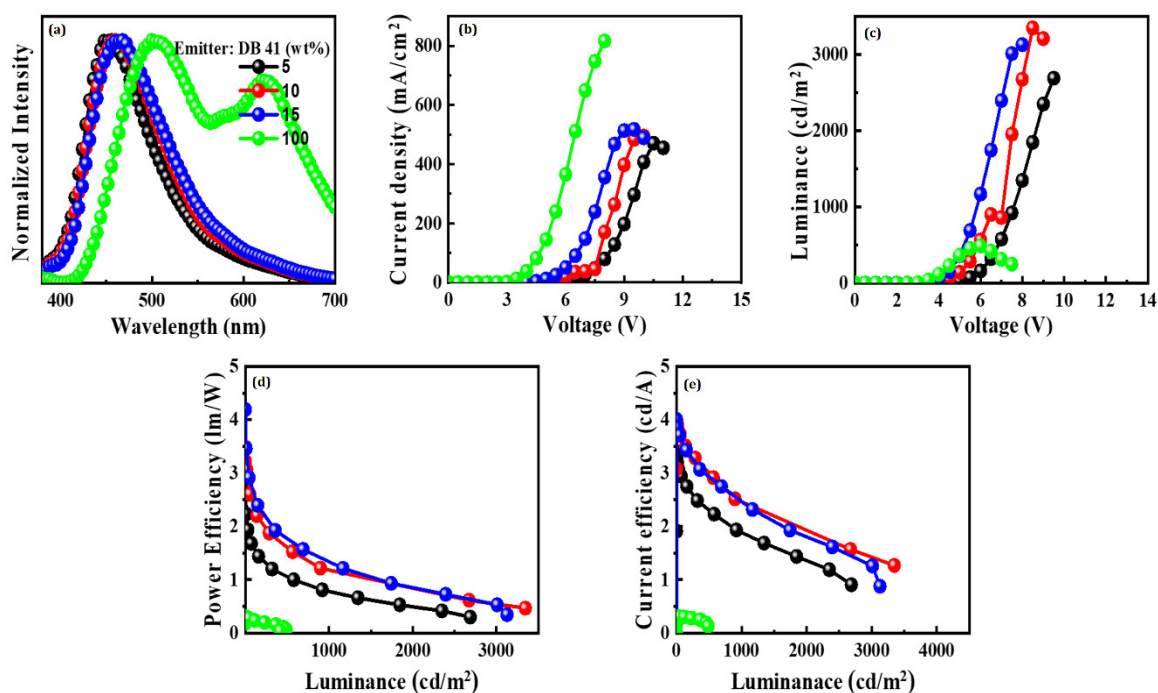 (a)
Emitter: DB 41 (wt%)
5
10
15
100
Normalized Intensity
400 500 600 700
Wavelength (nm)
(b)
800
600
400
200
0
Current density (mA/cm²)
0 3 6 9 12 15
Voltage (V)
(c)
3000
2000
1000
0
Luminance (cd/m²)
0 2 4 6 8 10 12 14
Voltage (V)
(d)
5
4
3
2
1
0
Power Efficiency (lm/W)
0 1000 2000 3000
Luminance (cd/m²)
(e)
5
4
3
2
1
0
Current efficiency (cd/A)
0 1000 2000 3000 4000
Luminanace (cd/m²)